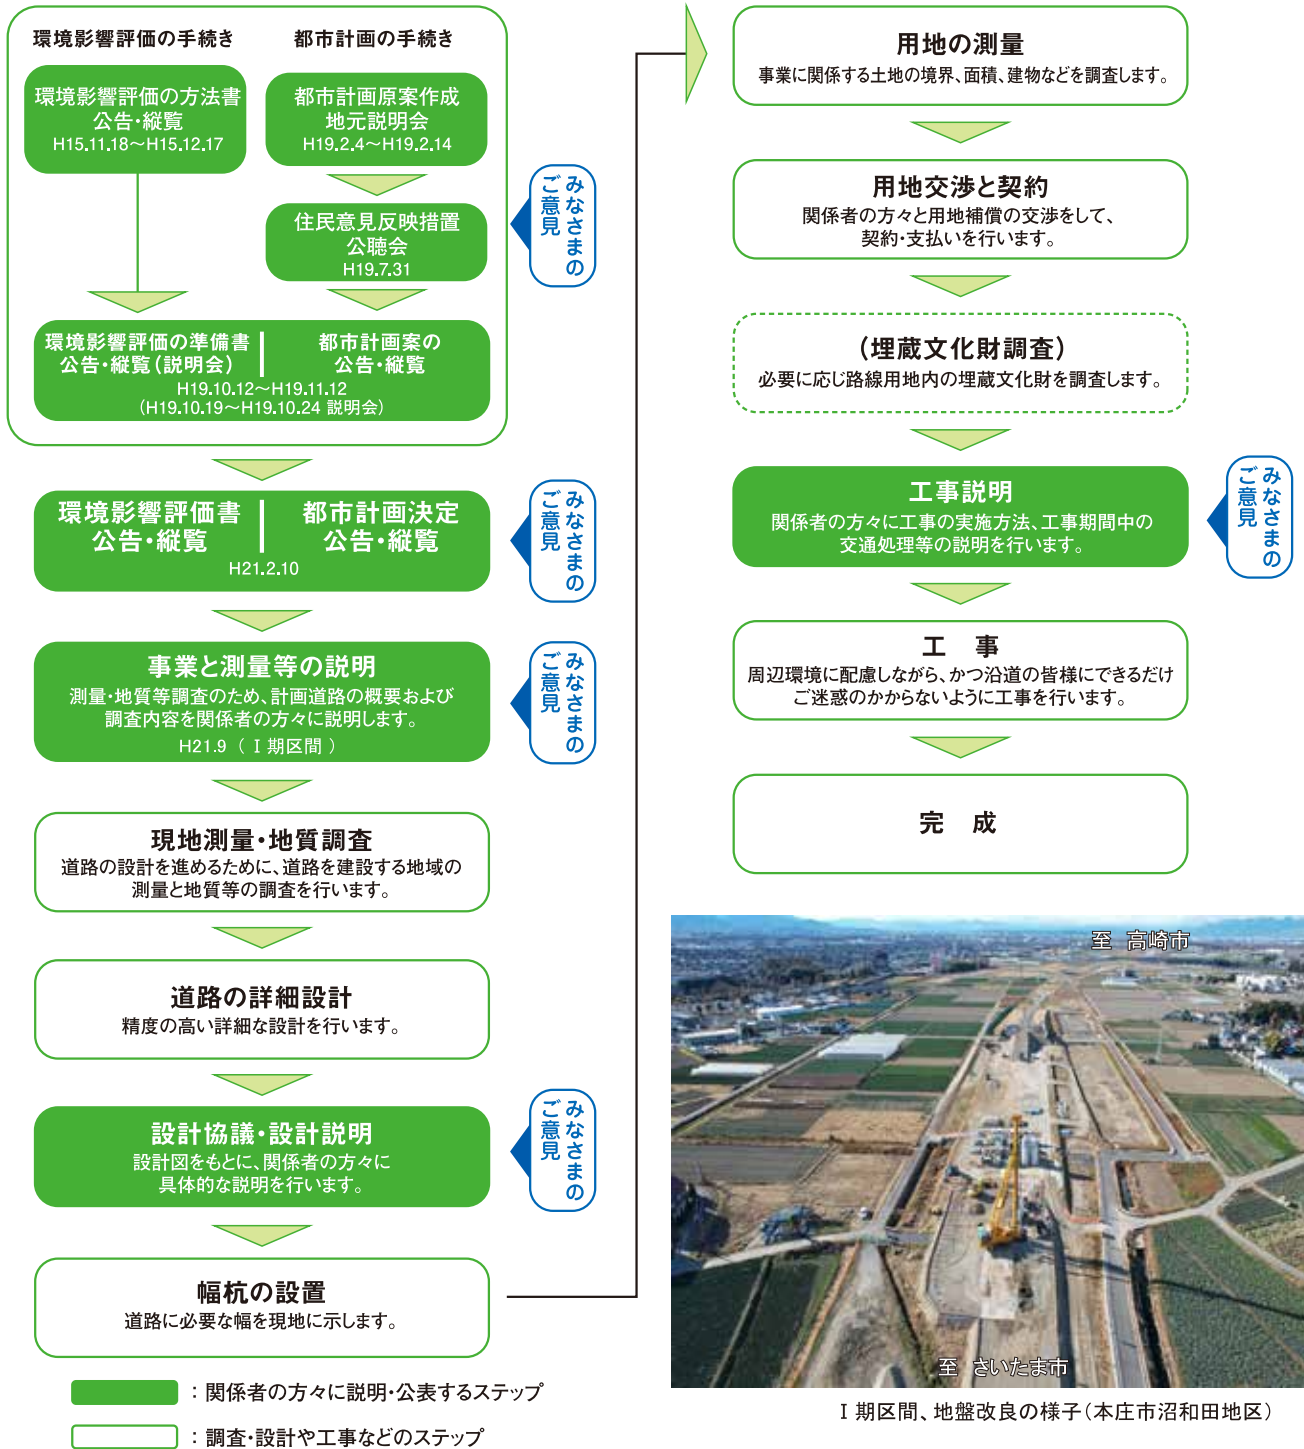 環境影響評価の手続き
環境影響評価の方法書
公告・縦覧
H15.11.18～H15.12.17
都市計画の手続き
都市計画原案作成
地元説明会
H19.2.4～H19.2.14
住民意見反映措置
公聴会
H19.7.31
みなさまの
ご意見
環境影響評価の準備書
公告・縦覧（説明会）
都市計画案の
公告・縦覧
H19.10.12～H19.11.12
（H19.10.19～H19.10.24 説明会）
環境影響評価書
公告・縦覧
都市計画決定
公告・縦覧
H21.2.10
みなさまの
ご意見
事業と測量等の説明
測量・地質等調査のため、計画道路の概要および
調査内容を関係者の方々に説明します。
H21.9（Ⅰ期区間）
みなさまの
ご意見
現地測量・地質調査
道路の設計を進めるために、道路を建設する地域の
測量と地質等の調査を行います。
道路の詳細設計
精度の高い詳細な設計を行います。
設計協議・設計説明
設計図をもとに、関係者の方々に
具体的な説明を行います。
みなさまの
ご意見
幅杭の設置
道路に必要な幅を現地に示します。
：関係者の方々に説明・公表するステップ
：調査・設計や工事などのステップ
用地の測量
事業に関係する土地の境界、面積、建物などを調査します。
用地交渉と契約
関係者の方々と用地補償の交渉をして、
契約・支払いを行います。
（埋蔵文化財調査）
必要に応じ路線用地内の埋蔵文化財を調査します。
工事説明
関係者の方々に工事の実施方法、工事期間中の
交通処理等の説明を行います。
みなさまの
ご意見
工 事
周辺環境に配慮しながら、かつ沿道の皆様にできるだけ
ご迷惑のかからないように工事を行います。
完 成
至 高崎市
至 さいたま市
Ⅰ期区間、地盤改良の様子（本庄市沼和田地区）